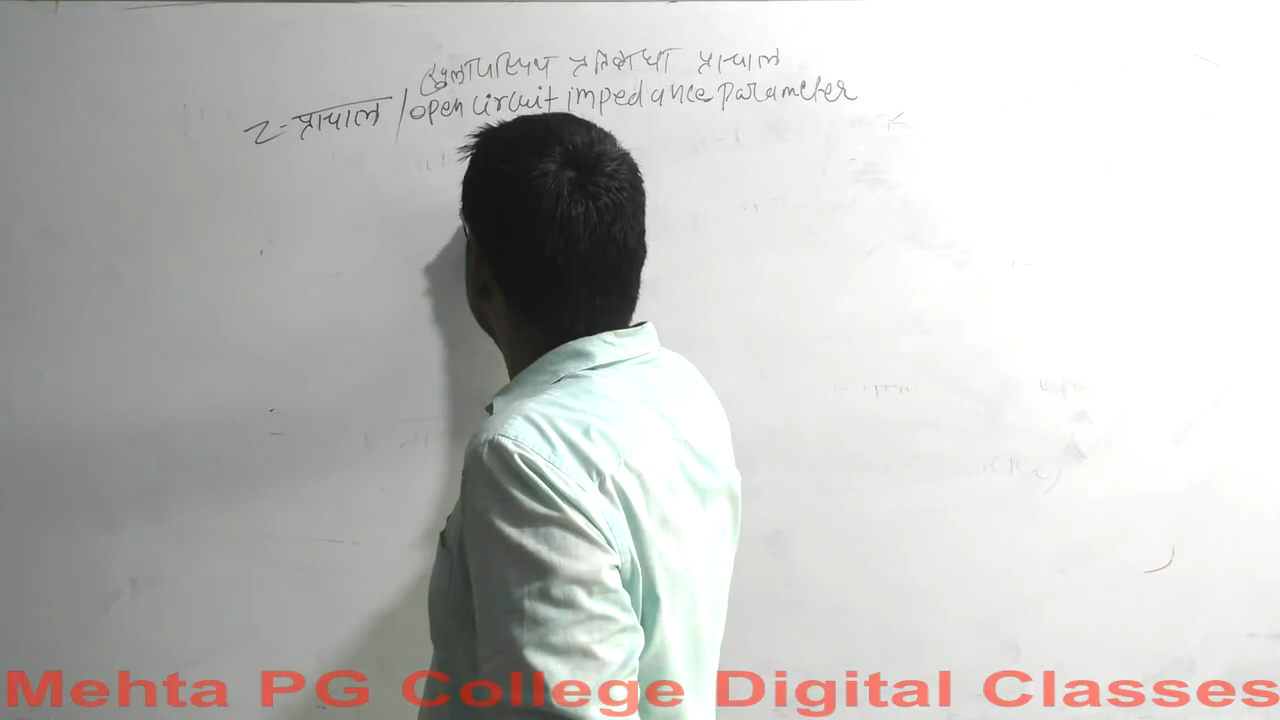 खुलापरिपथ प्रतिबाधा प्राचाल
Z-प्राचाल / open circuit impedance parameter
Mehta PG College Digital Classes